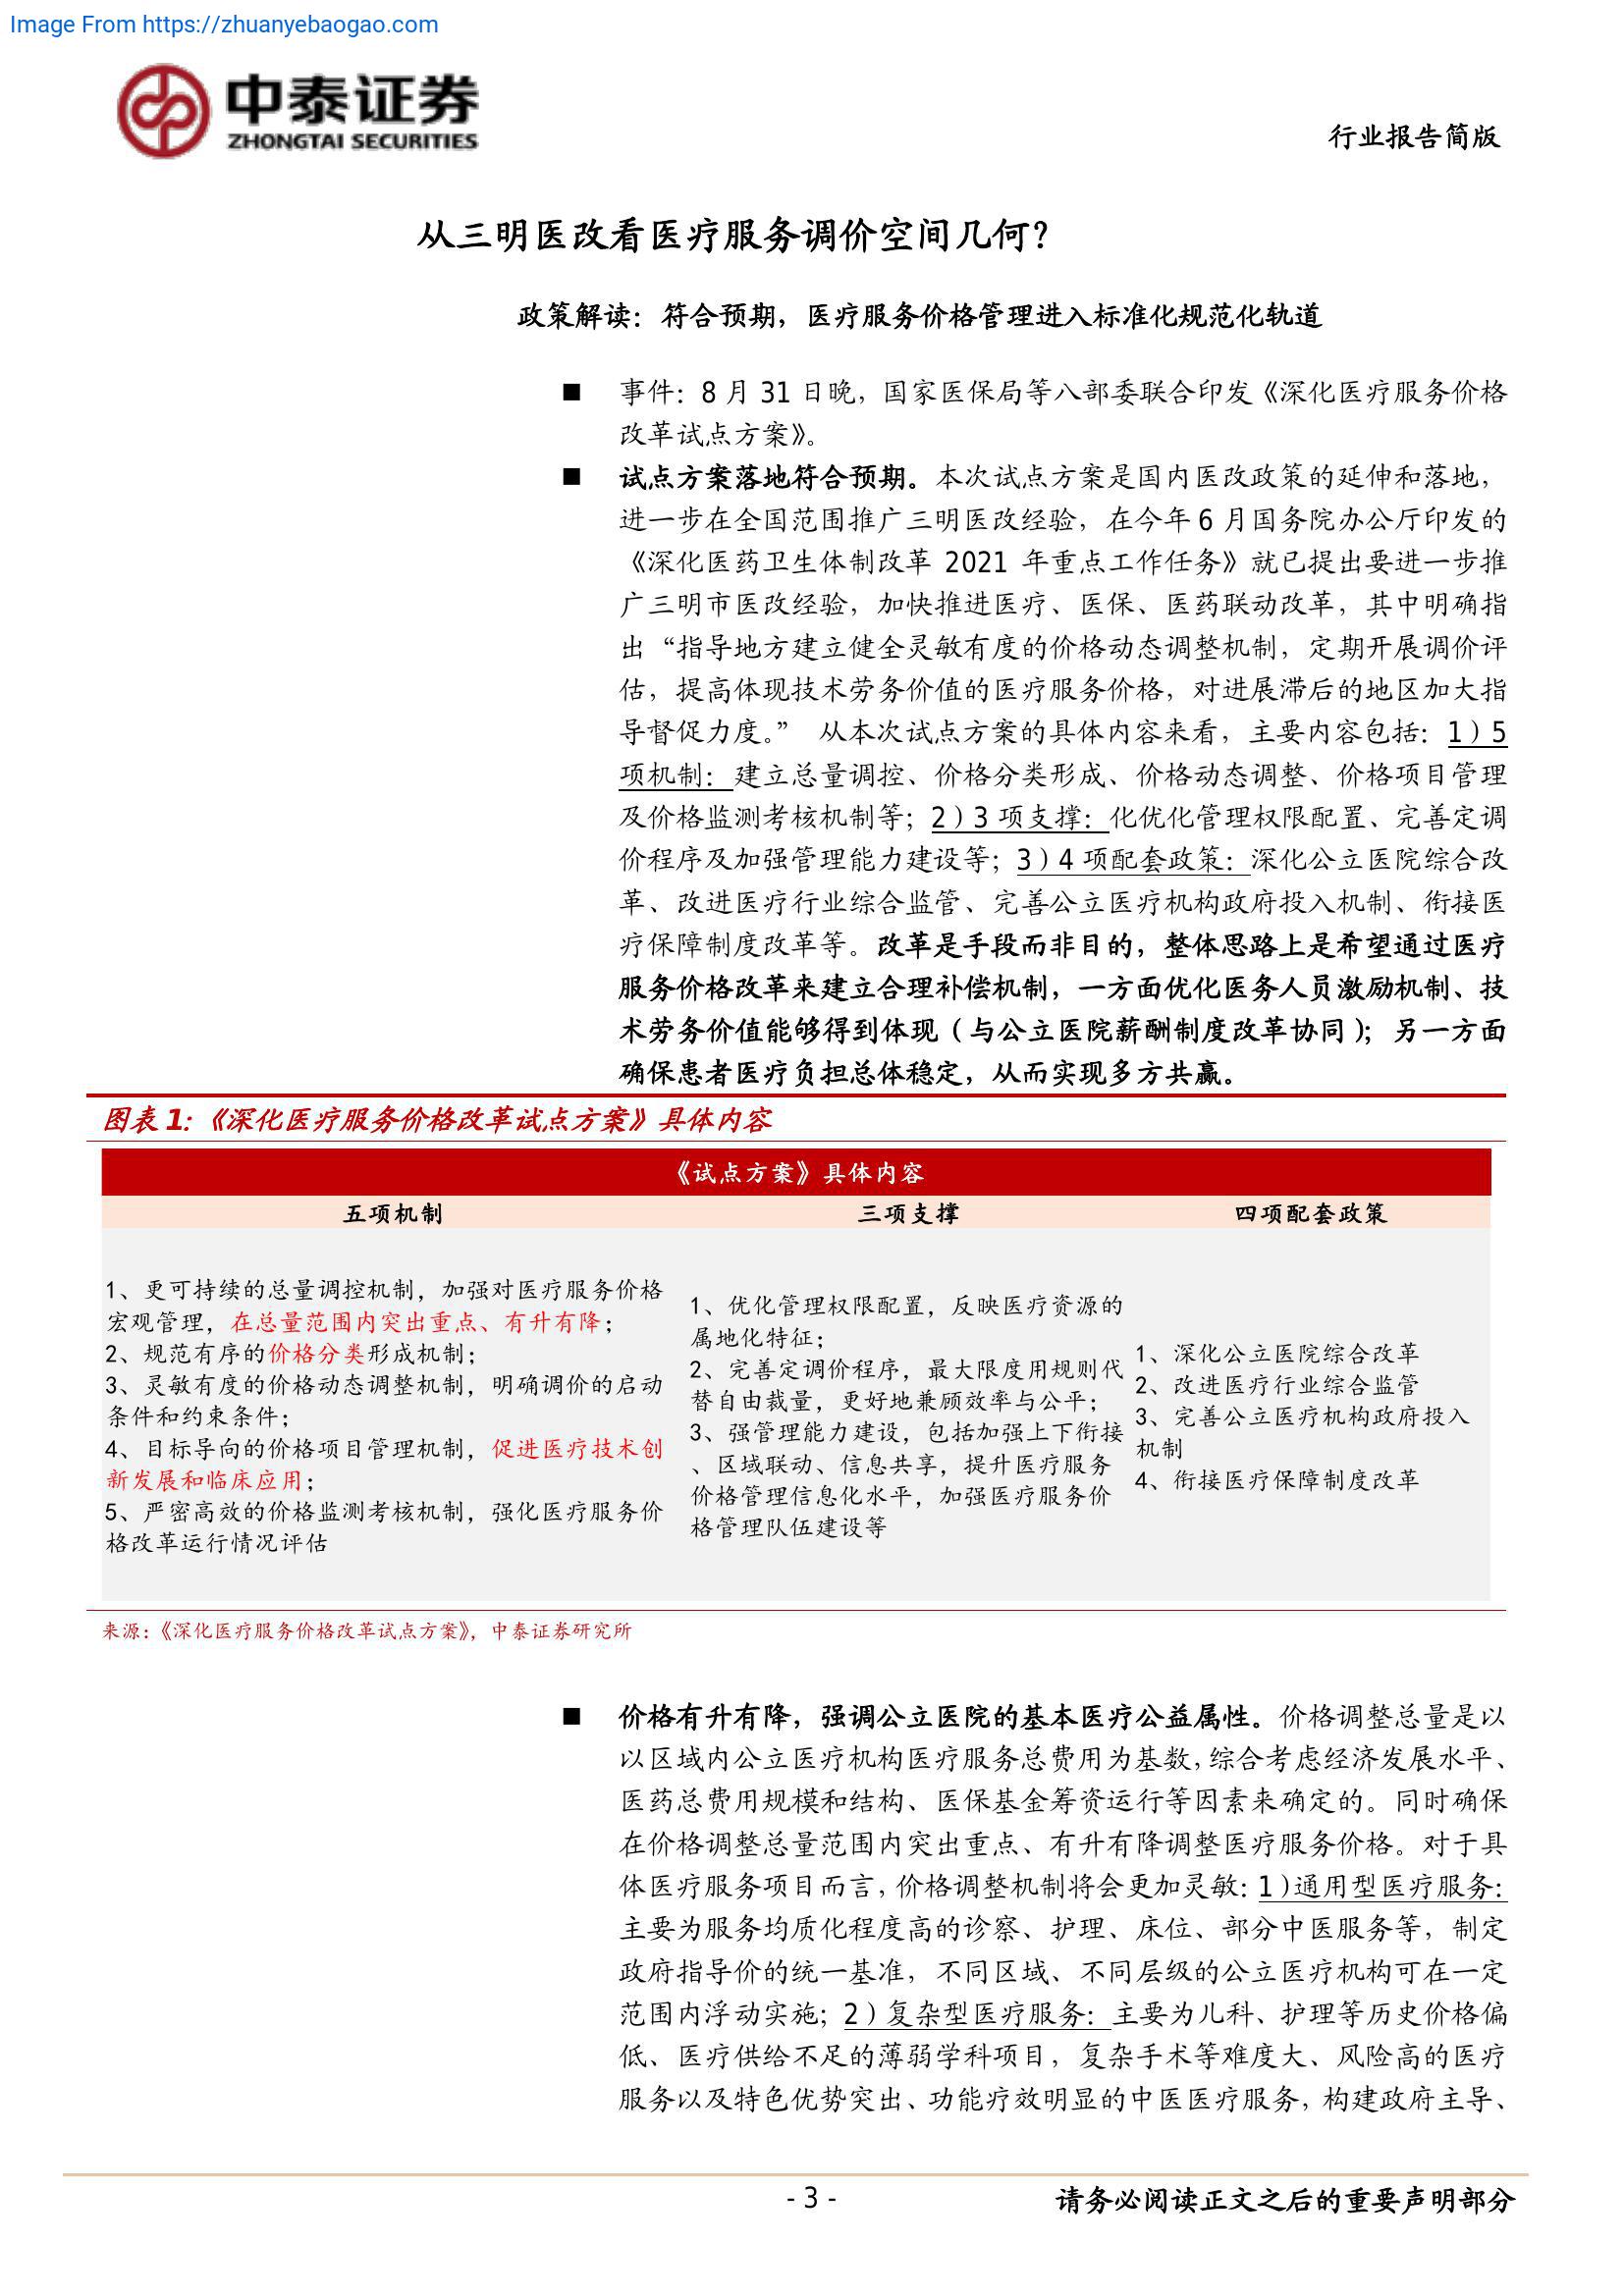 Image From https://zhuanyebaogao.com
中泰证券
ZHONGTAI SECURITIES
行业报告简版
从三明医改看医疗服务调价空间几何？
政策解读：符合预期，医疗服务价格管理进入标准化规范化轨道
■ 事件：8 月 31 日晚，国家医保局等八部委联合印发《深化医疗服务价格
改革试点方案》。
■ 试点方案落地符合预期。本次试点方案是国内医改政策的延伸和落地，
进一步在全国范围推广三明医改经验，在今年 6 月国务院办公厅印发的
《深化医药卫生体制改革 2021 年重点工作任务》就已提出要进一步推
广三明市医改经验，加快推进医疗、医保、医药联动改革，其中明确指
出“指导地方建立健全灵敏有度的价格动态调整机制，定期开展调价评
估，提高体现技术劳务价值的医疗服务价格，对进展滞后的地区加大指
导督促力度。” 从本次试点方案的具体内容来看，主要内容包括：1）5
项机制：建立总量调控、价格分类形成、价格动态调整、价格项目管理
及价格监测考核机制等；2）3 项支撑：化优化管理权限配置、完善定调
价程序及加强管理能力建设等；3）4 项配套政策：深化公立医院综合改
革、改进医疗行业综合监管、完善公立医疗机构政府投入机制、衔接医
疗保障制度改革等。改革是手段而非目的，整体思路上是希望通过医疗
服务价格改革来建立合理补偿机制，一方面优化医务人员激励机制、技
术劳务价值能够得到体现（与公立医院薪酬制度改革协同）；另一方面
确保患者医疗负担总体稳定，从而实现多方共赢。
图表 1：《深化医疗服务价格改革试点方案》具体内容
《试点方案》具体内容
五项机制
1、更可持续的总量调控机制，加强对医疗服务价格
宏观管理，在总量范围内突出重点、有升有降；
2、规范有序的价格分类形成机制；
3、灵敏有度的价格动态调整机制，明确调价的启动
条件和约束条件；
4、目标导向的价格项目管理机制，促进医疗技术创
新发展和临床应用；
5、严密高效的价格监测考核机制，强化医疗服务价
格改革运行情况评估
三项支撑
1、优化管理权限配置，反映医疗资源的
属地化特征；
2、完善定调价程序，最大限度用规则代
替自由裁量，更好地兼顾效率与公平；
3、强管理能力建设，包括加强上下衔接
、区域联动、信息共享，提升医疗服务
价格管理信息化水平，加强医疗服务价
格管理队伍建设等
四项配套政策
1、深化公立医院综合改革
2、改进医疗行业综合监管
3、完善公立医疗机构政府投入
机制
4、衔接医疗保障制度改革
来源：《深化医疗服务价格改革试点方案》，中泰证券研究所
■ 价格有升有降，强调公立医院的基本医疗公益属性。价格调整总量是以
以区域内公立医疗机构医疗服务总费用为基数，综合考虑经济发展水平、
医药总费用规模和结构、医保基金筹资运行等因素来确定的。同时确保
在价格调整总量范围内突出重点、有升有降调整医疗服务价格。对于具
体医疗服务项目而言，价格调整机制将会更加灵敏：1）通用型医疗服务：
主要为服务均质化程度高的诊察、护理、床位、部分中医服务等，制定
政府指导价的统一基准，不同区域、不同层级的公立医疗机构可在一定
范围内浮动实施；2）复杂型医疗服务：主要为儿科、护理等历史价格偏
低、医疗供给不足的薄弱学科项目，复杂手术等难度大、风险高的医疗
服务以及特色优势突出、功能疗效明显的中医医疗服务，构建政府主导、
- 3 -
请务必阅读正文之后的重要声明部分